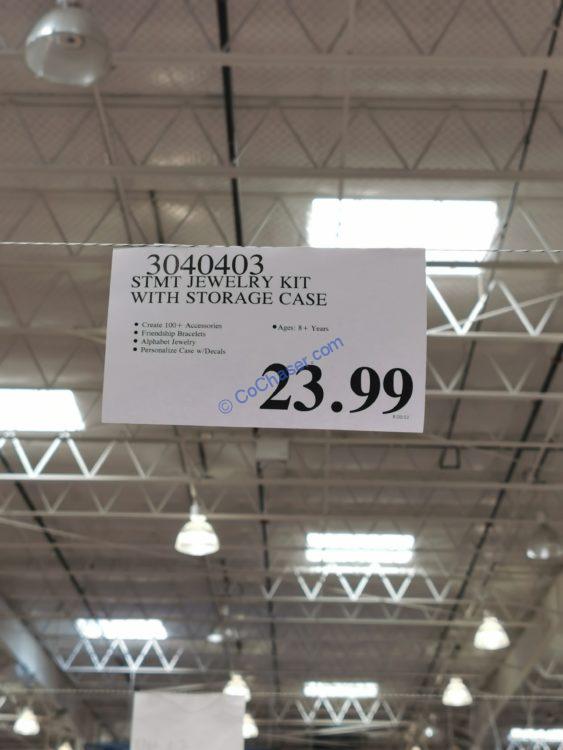 3040403
STMT JEWELRY KIT
WITH STORAGE CASE
• Create 100+ Accessories
• Friendship Bracelets
• Alphabet Jewelry
• Personalize Case w/Decals
• Ages: 8+ Years
23.99
© CoChaser.com